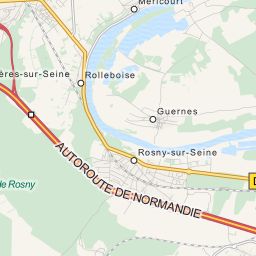 Méricourt
ères-sur-Seine
Rolleboise
Guernes
Rosny-sur-Seine
D
de Rosny
AUTOROUTE DE NORMANDIE